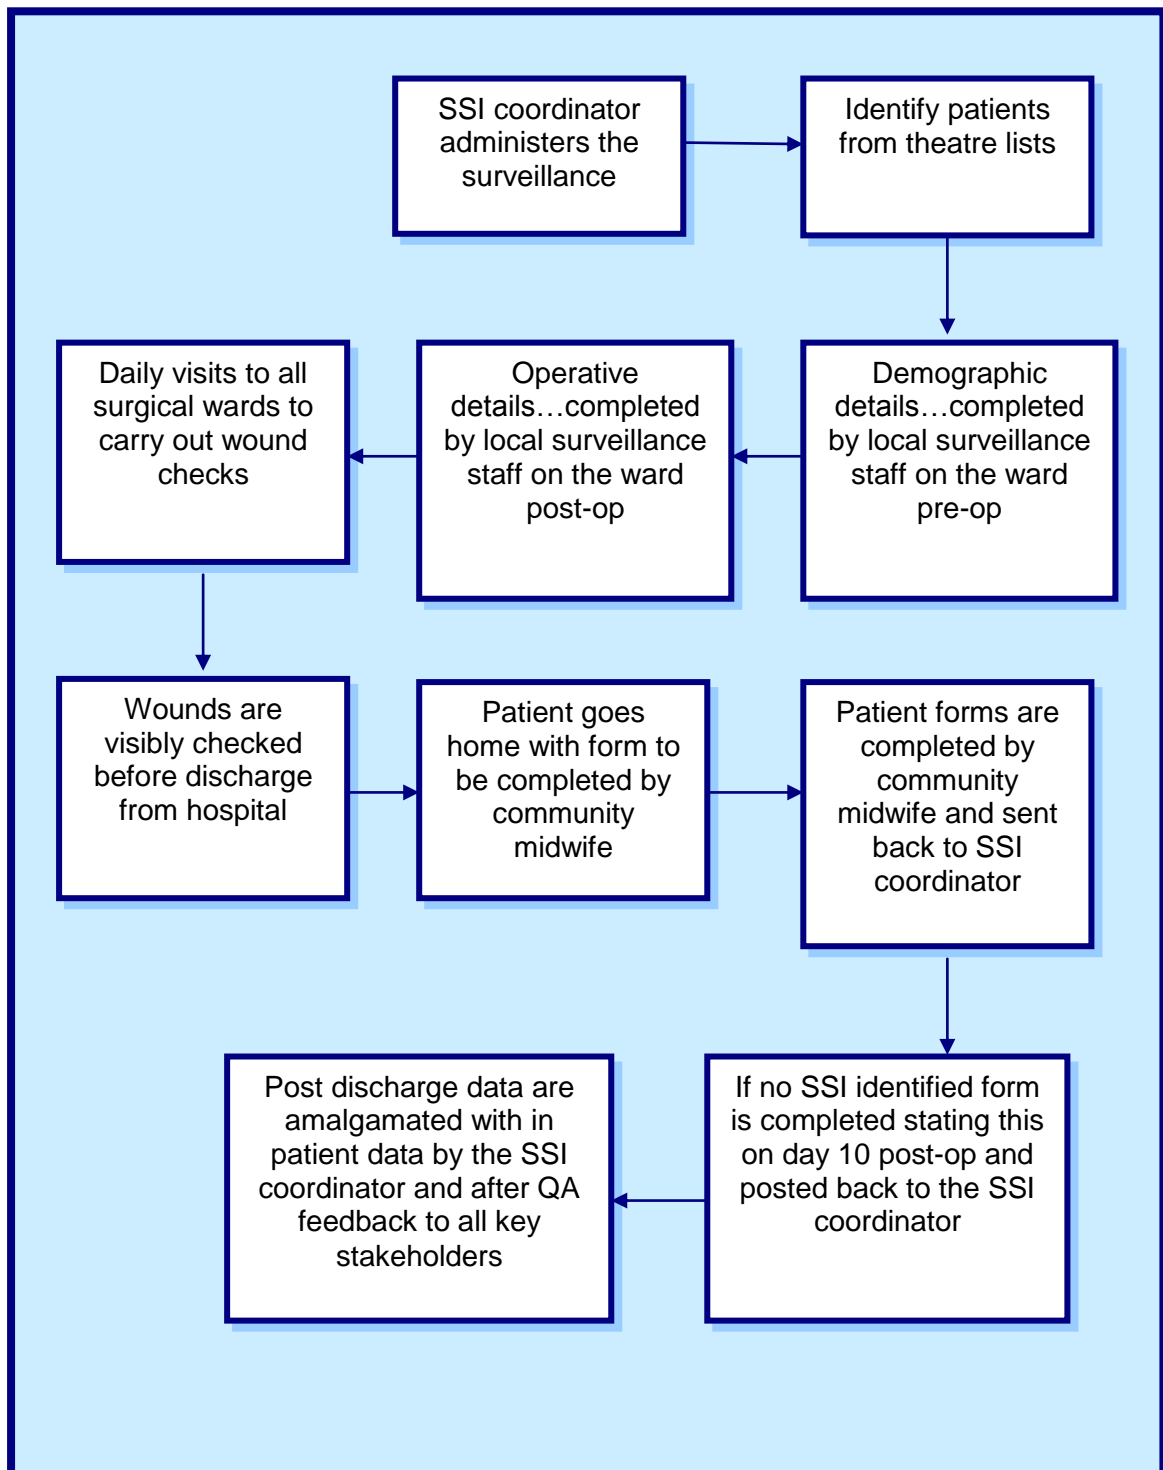 SSI coordinator
administers the
surveillance
Identify patients
from theatre lists
Demographic
details…completed
by local surveillance
staff on the ward
pre-op
Operative
details…completed
by local surveillance
staff on the ward
post-op
Daily visits to all
surgical wards to
carry out wound
checks
Wounds are
visibly checked
before discharge
from hospital
Patient goes
home with form to
be completed by
community
midwife
Patient forms are
completed by
community
midwife and sent
back to SSI
coordinator
If no SSI identified form
is completed stating this
on day 10 post-op and
posted back to the SSI
coordinator
Post discharge data are
amalgamated with in
patient data by the SSI
coordinator and after QA
feedback to all key
stakeholders